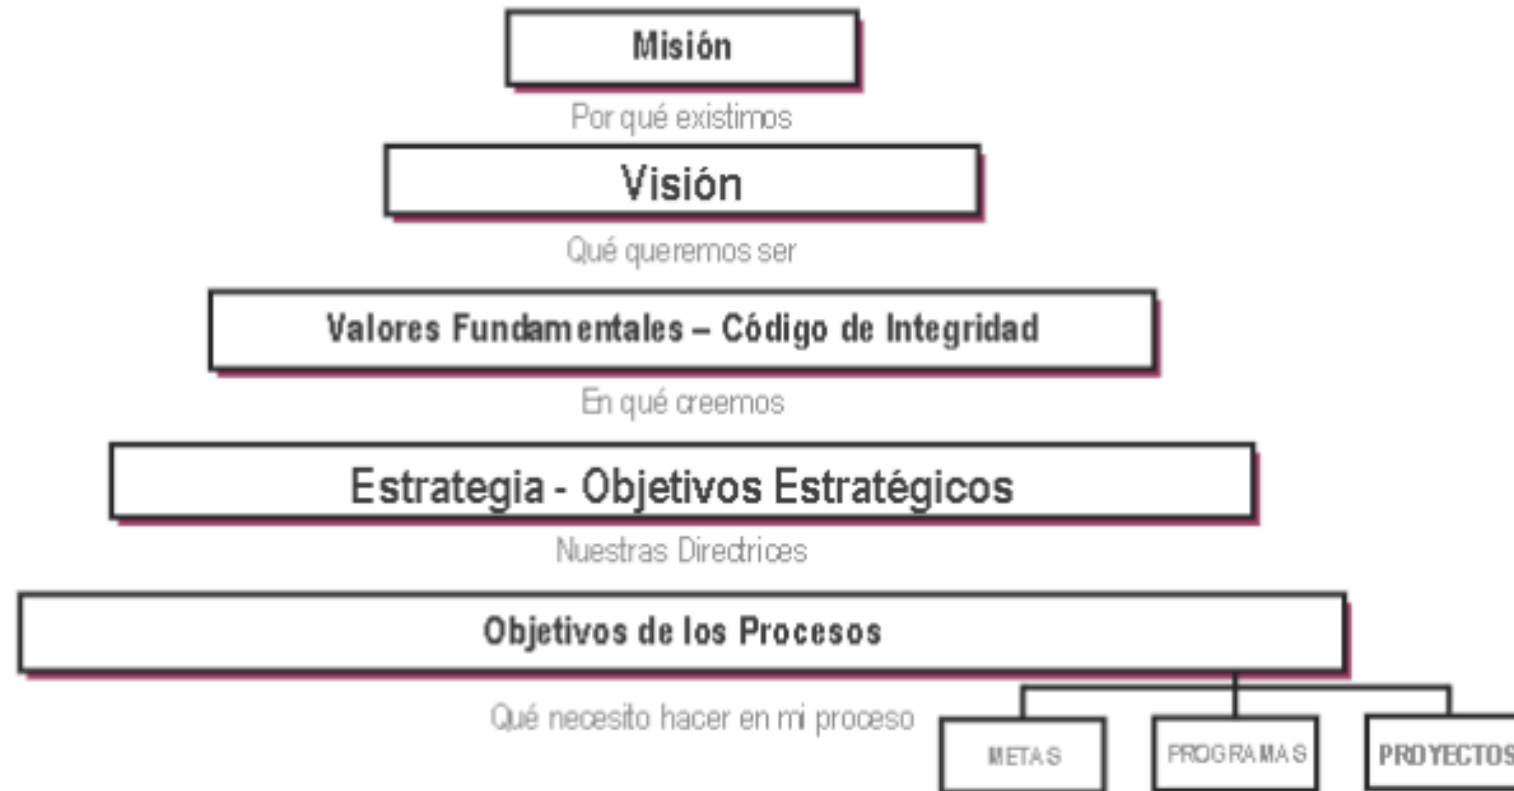 Misión
Por qué existimos
Visión
Qué queremos ser
Valores Fundamentales – Código de Integridad
En qué creemos
Estrategia - Objetivos Estratégicos
Nuestras Directrices
Objetivos de los Procesos
Qué necesito hacer en mi proceso
METAS
PROGRAMAS
PROYECTOS